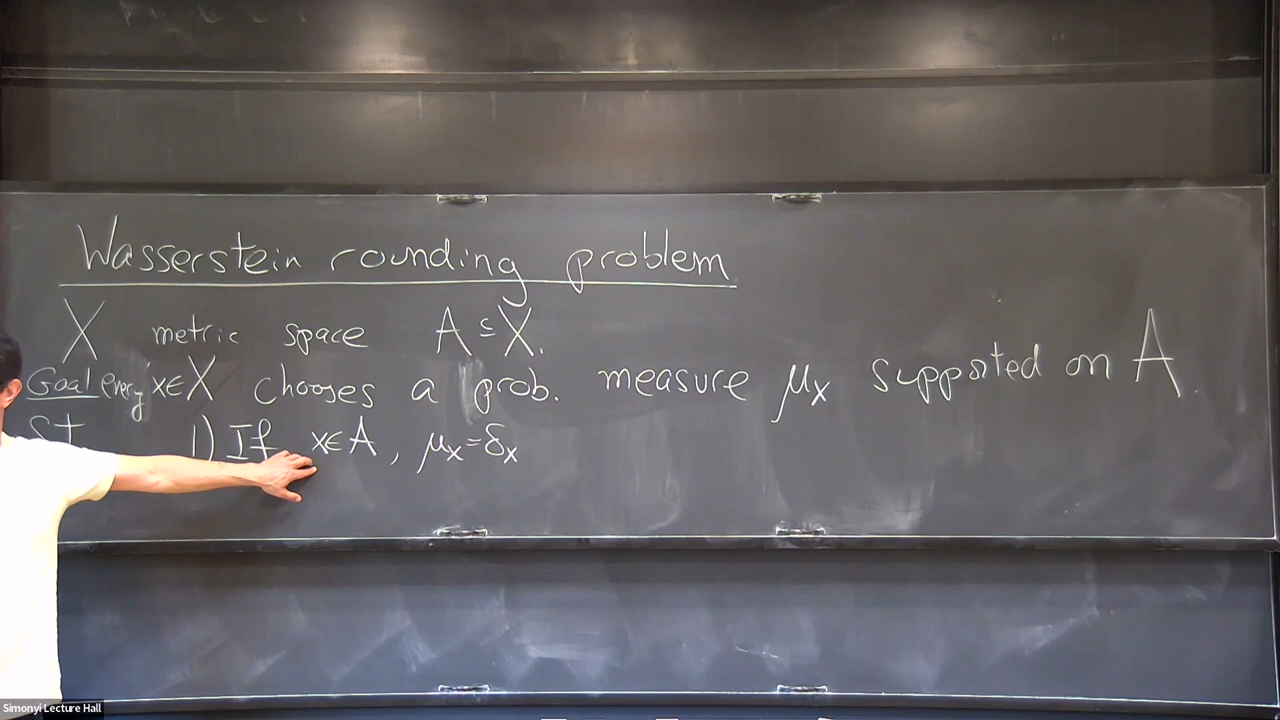 Wasserstein rounding problem
X metric space A ⊆ X.
Goal every x∈X chooses a prob. measure μx supported on A.
St 1) If x∈A, μx=δx
Simonyi Lecture Hall